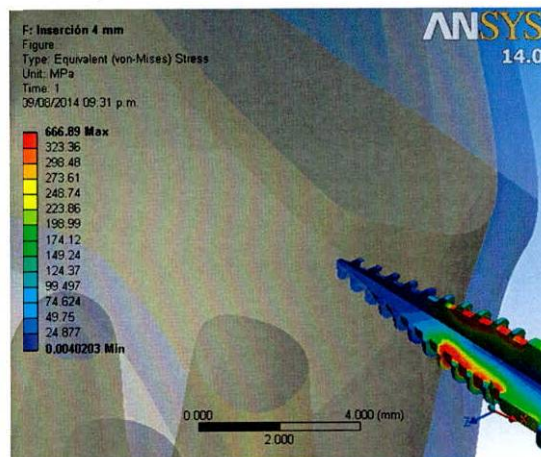 F: Inserción 4 mm
Figure
Type: Equivalent (von-Mises) Stress
Unit: MPa
Time: 1
09/08/2014 09:31 p.m.
ANSYS
14.0
666.89 Max
323.36
298.48
273.61
248.74
223.86
198.99
174.12
149.24
124.37
99.497
74.624
49.75
24.877
0.0040203 Min
0.000
4.000 (mm)
2.000